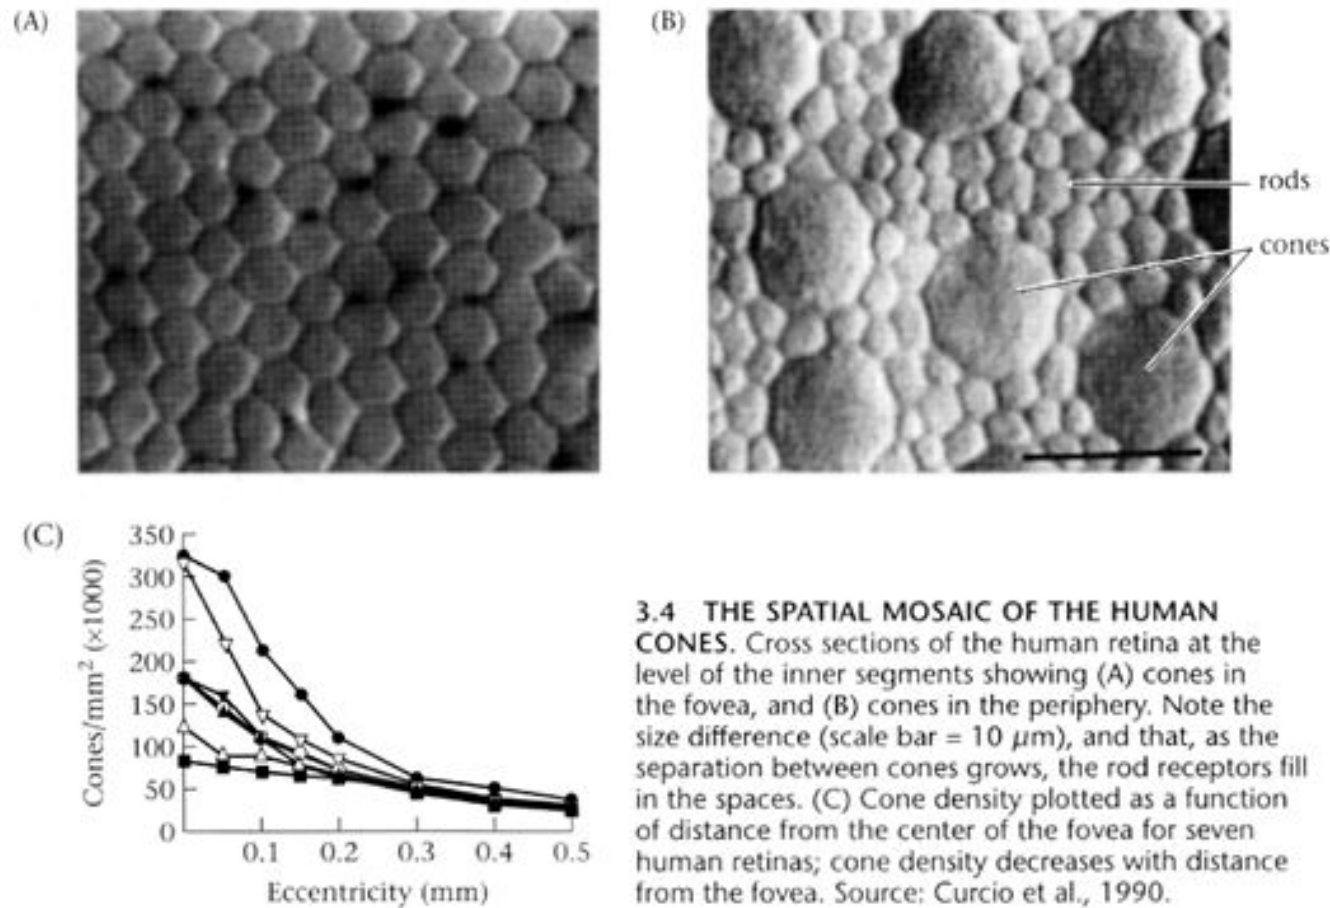 (A)
(B)
rods
cones
(C)
350
300
250
200
150
100
50
0
Cones/mm² (×1000)
0.1 0.2 0.3 0.4 0.5
Eccentricity (mm)
3.4 THE SPATIAL MOSAIC OF THE HUMAN
CONES. Cross sections of the human retina at the
level of the inner segments showing (A) cones in
the fovea, and (B) cones in the periphery. Note the
size difference (scale bar = 10 μm), and that, as the
separation between cones grows, the rod receptors fill
in the spaces. (C) Cone density plotted as a function
of distance from the center of the fovea for seven
human retinas; cone density decreases with distance
from the fovea. Source: Curcio et al., 1990.